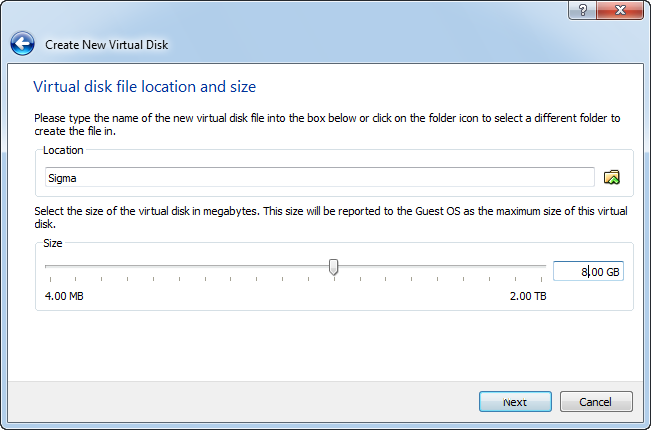 ?
Create New Virtual Disk
Virtual disk file location and size
Please type the name of the new virtual disk file into the box below or click on the folder icon to select a different folder to
create the file in.
Location
Sigma
Select the size of the virtual disk in megabytes. This size will be reported to the Guest OS as the maximum size of this virtual
disk.
Size
8.00 GB
4.00 MB
2.00 TB
Next
Cancel